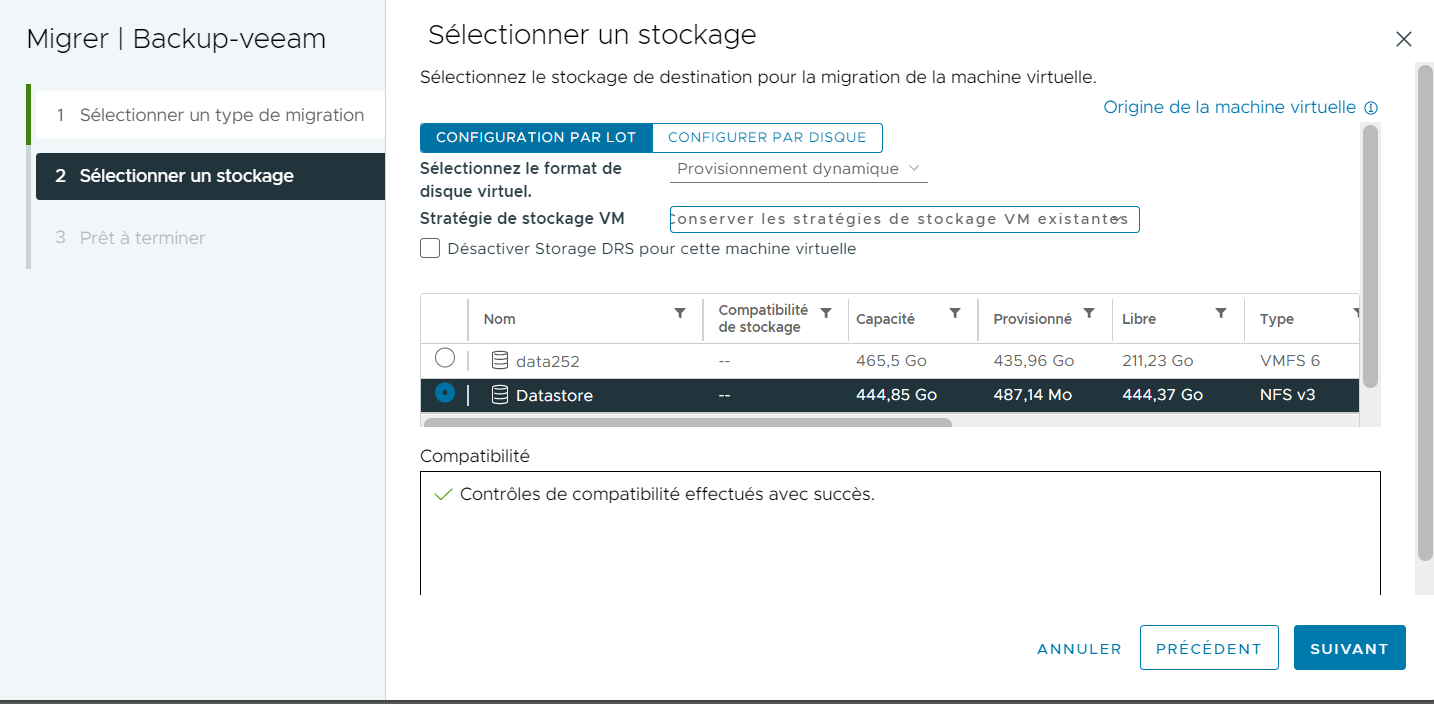 Migrer | Backup-veeam
1 Sélectionner un type de migration
2 Sélectionner un stockage
3 Prêt à terminer
Sélectionner un stockage
Sélectionnez le stockage de destination pour la migration de la machine virtuelle.
Origine de la machine virtuelle
CONFIGURATION PAR LOT CONFIGURER PAR DISQUE
Sélectionnez le format de
disque virtuel.
Provisionnement dynamique
Stratégie de stockage VM
Conserver les stratégies de stockage VM existantes
Désactiver Storage DRS pour cette machine virtuelle
Nom Compatibilité de stockage Capacité Provisionné Libre Type
data252 -- 465,5 Go 435,96 Go 211,23 Go VMFS 6
Datastore -- 444,85 Go 487,14 Mo 444,37 Go NFS v3
Compatibilité
Contrôles de compatibilité effectués avec succès.
ANNULER PRÉCÉDENT SUIVANT